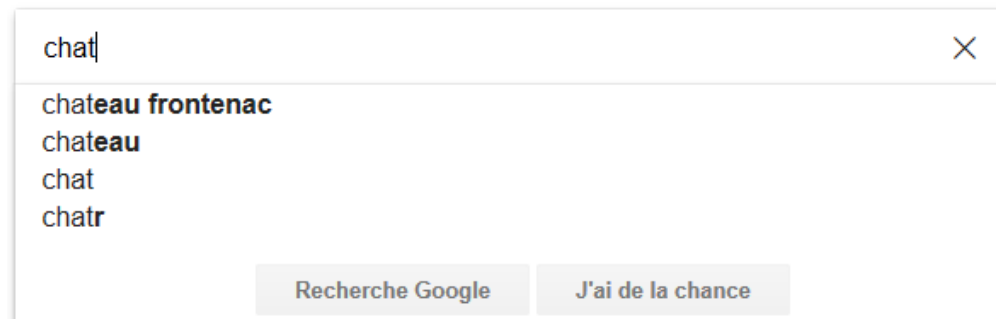 chat
chateau frontenac
chateau
chat
chatr
Recherche Google J'ai de la chance